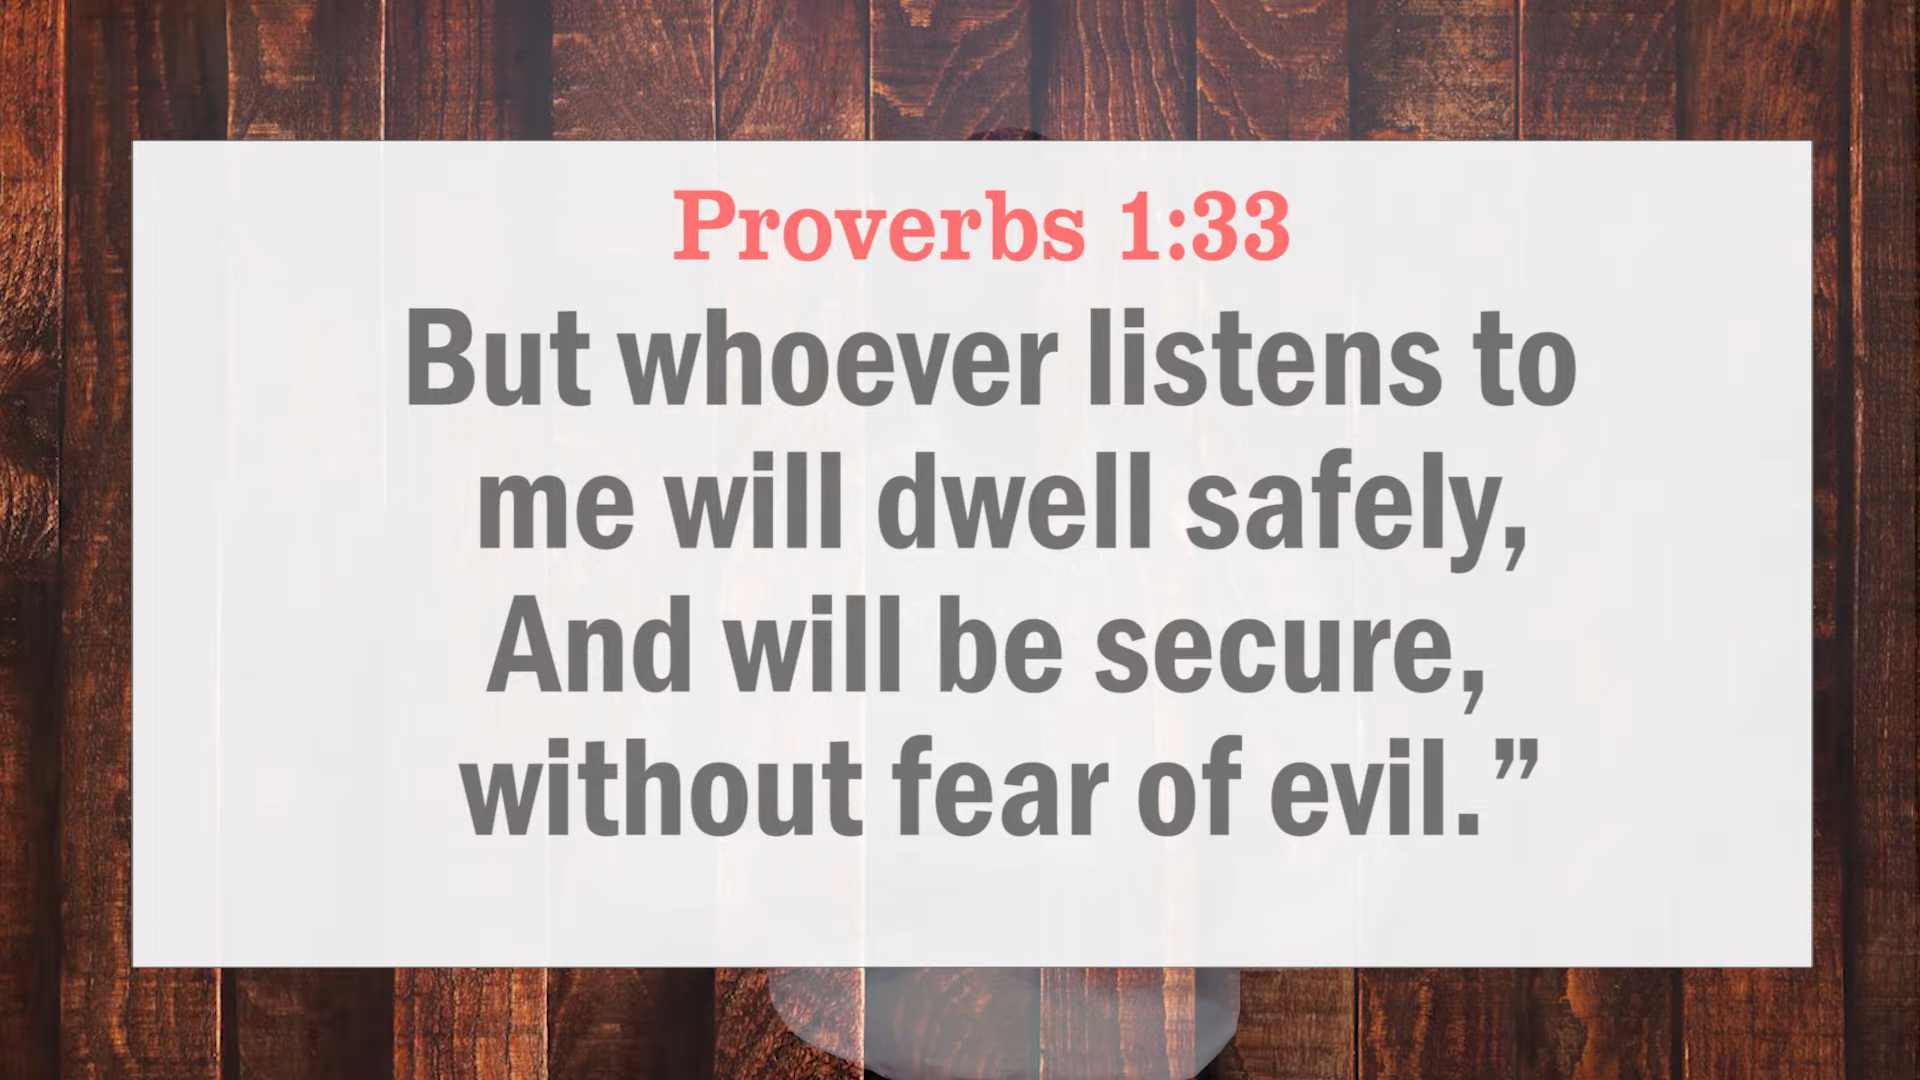 Proverbs 1:33
But whoever listens to
me will dwell safely,
And will be secure,
without fear of evil.”